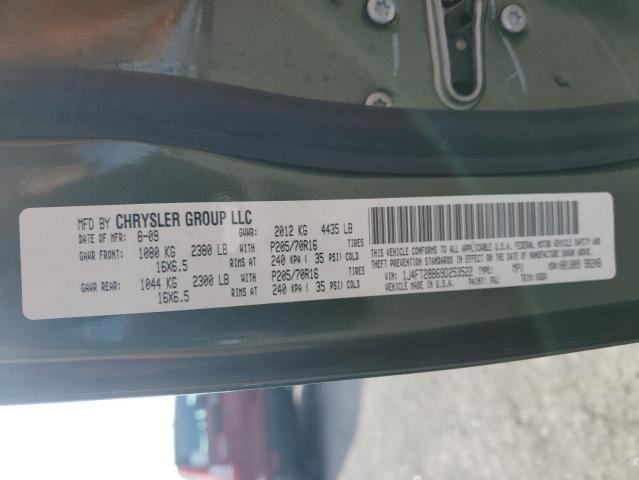 MFD BY CHRYSLER GROUP LLC
DATE OF MFR: 8-09 GVWR: 2012 KG 4435 LB
GAWR FRONT: 1080 KG 2380 LB WITH P205/70R16 TIRES
16X6.5 RIMS AT 240 KPA ( 35 PSI) COLD
GAWR REAR: 1044 KG 2300 LB WITH P205/70R16 TIRES
16X6.5 RIMS AT 240 KPA ( 35 PSI) COLD
THIS VEHICLE CONFORMS TO ALL APPLICABLE U.S.A. FEDERAL MOTOR VEHICLE SAFETY, BUMPER AND THEFT
PREVENTION STANDARDS IN EFFECT ON THE DATE OF MANUFACTURE SHOWN ABOVE.
VIN: 1J4FT28B69D253522 TYPE: MPV MDH:
VEHICLE MADE IN U.S.A. PAINT: TRIM: